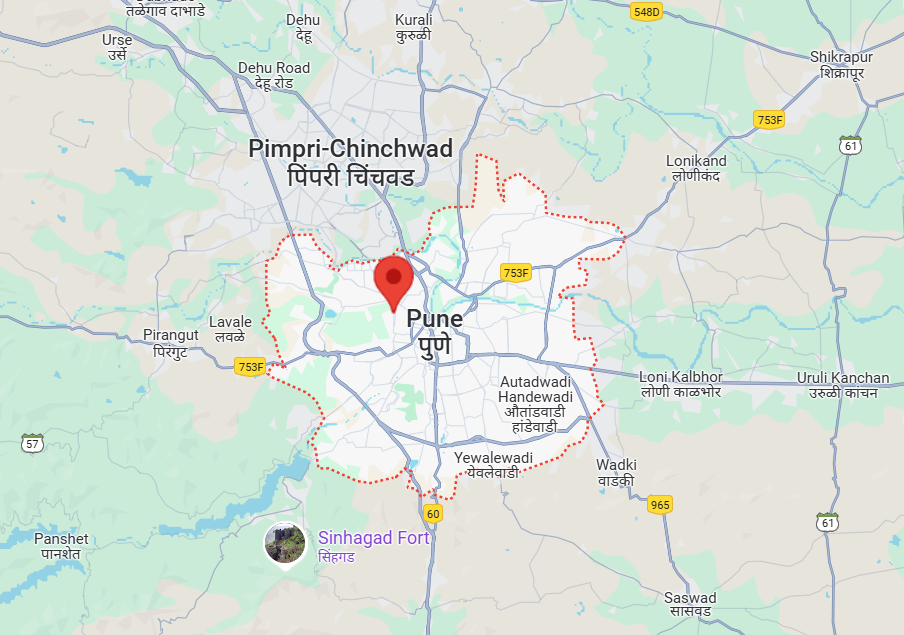 तळेगाव दाभाडे
Dehu
देहू
Kurali
कुरुळी
548D
Urse
उर्से
Dehu Road
देहू रोड
Shikrapur
शिक्रापूर
753F
61
Pimpri-Chinchwad
पिंपरी चिंचवड
Lonikand
लोणीकंद
753F
Pune
पुणे
Lavale
लवळे
Pirangut
पिरंगुट
753F
Autadwadi
Handewadi
औतांडवाडी
हांडेवाडी
Loni Kalbhor
लोणी काळभोर
Uruli Kanchan
उरुळी कांचन
57
Yewalewadi
येवलेवाडी
Wadki
वाडकी
60
965
61
Panshet
पानशेत
Sinhagad Fort
सिंहगड
Saswad
सासवड